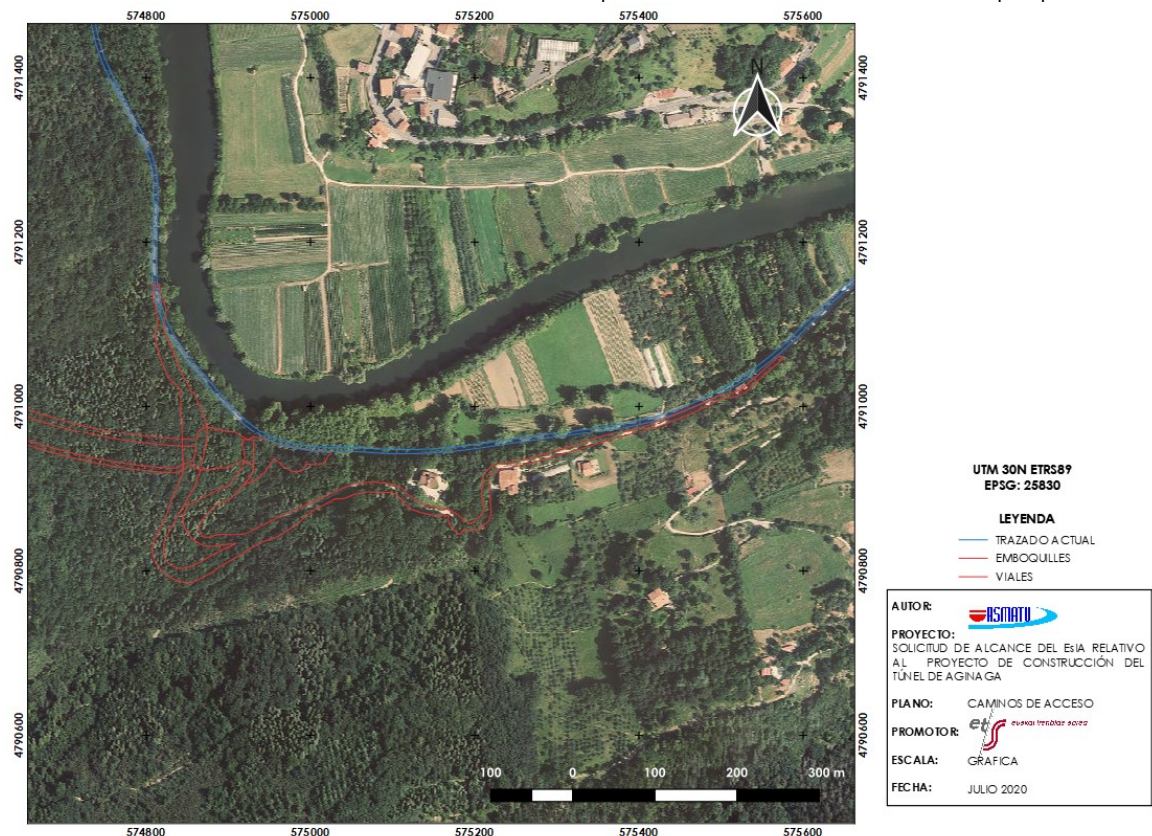 574800 575000 575200 575400 575600
4791400 4791400
N
4791200 4791200
4791000 4791000
4790800 4790800
4790600 4790600
100 0 100 200 300 m
574800 575000 575200 575400 575600
UTM 30N ETRS89
EPSG: 25830
LEYENDA
TRAZADO ACTUAL
EMBOQUILLES
VIALES
AUTOR: ASMATU
PROYECTO:
SOLICITUD DE ALCANCE DEL EsIA RELATIVO
AL PROYECTO DE CONSTRUCCIÓN DEL
TÚNEL DE AGINAGA
PLANO: CAMINOS DE ACCESO
PROMOTOR: ets euskal trenbide sarea
ESCALA: GRAFICA
FECHA: JULIO 2020